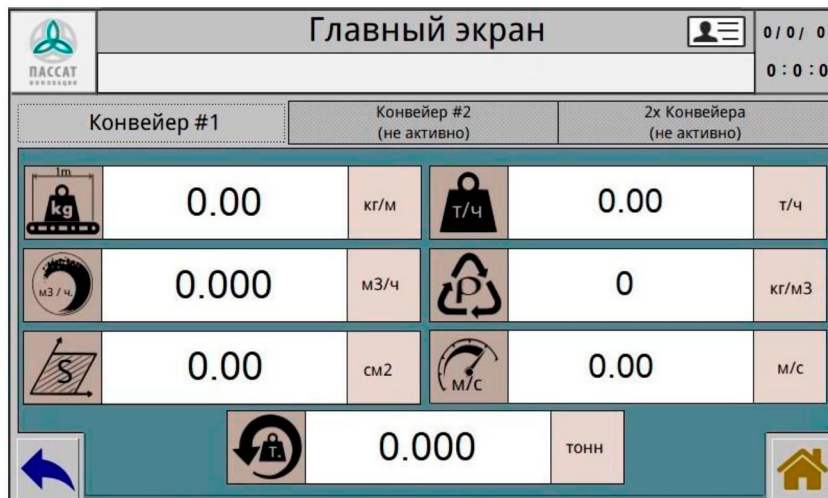 Главный экран
0/0/ 0
0:0:0
ПАССАТ
ИННОВАЦИИ
Конвейер #1
Конвейер #2
(не активно)
2х Конвейера
(не активно)
1m
kg
0.00
кг/м
т/ч
0.00
т/ч
м3 / ч.
0.000
м3/ч
ρ
0
кг/м3
S
0.00
см2
м/с
0.00
м/с
Т.
0.000
тонн